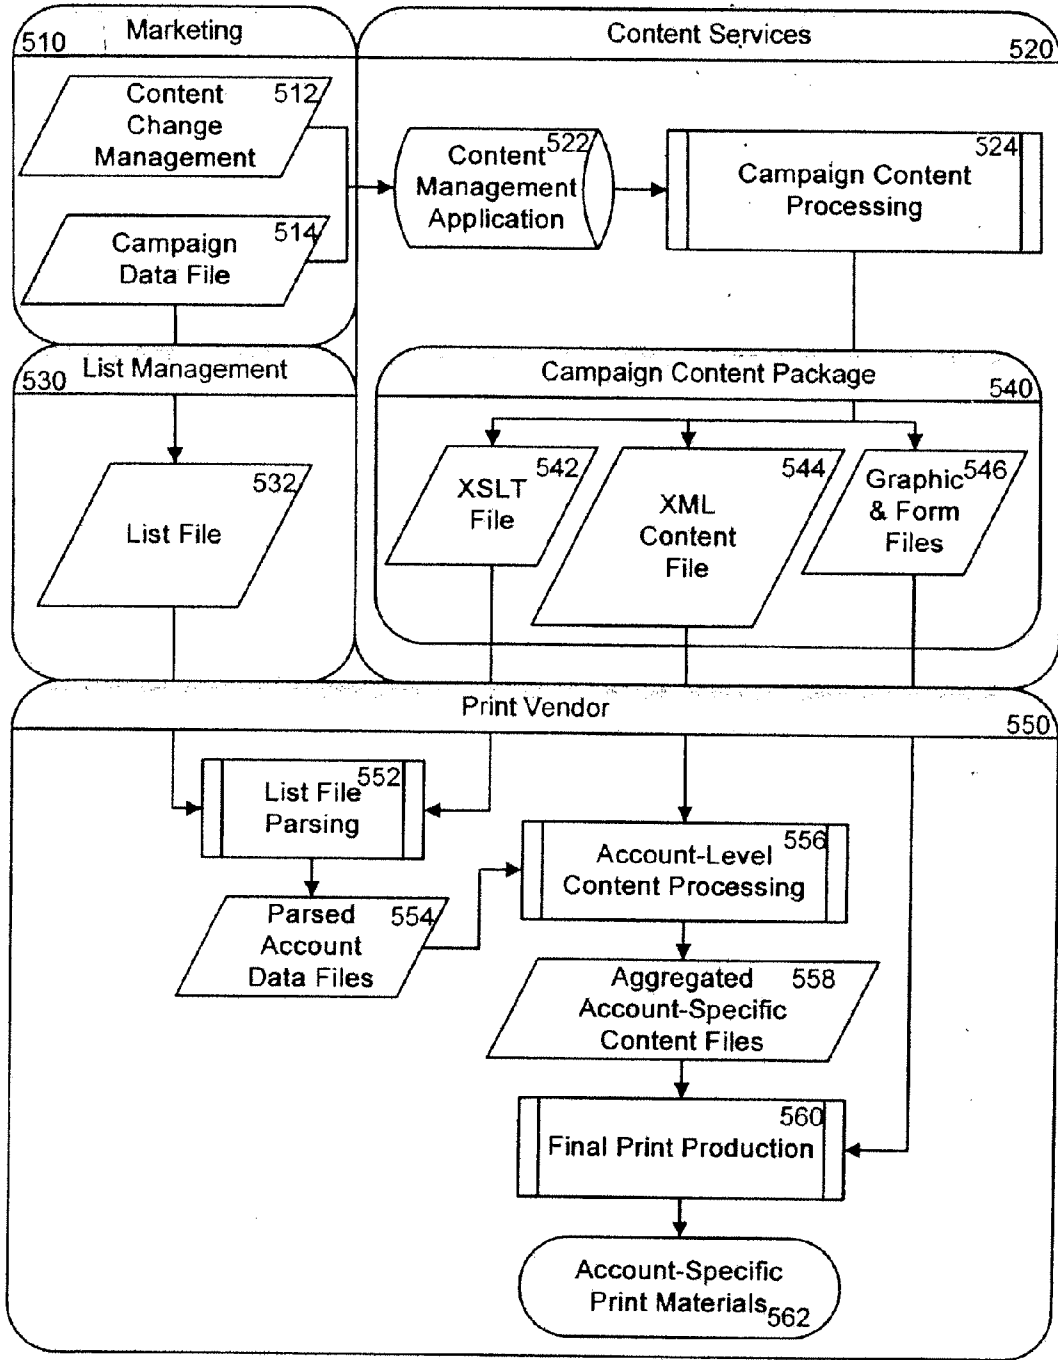 Marketing
510
Content Services
520
Content 512
Change
Management
Campaign 514
Data File
Content 522
Management
Application
524
Campaign Content
Processing
List Management
530
532
List File
Campaign Content Package
540
542
XSLT
File
544
XML
Content
File
546
Graphic
& Form
Files
Print Vendor
550
552
List File
Parsing
Parsed 554
Account
Data Files
556
Account-Level
Content Processing
Aggregated 558
Account-Specific
Content Files
560
Final Print Production
Account-Specific
Print Materials
562